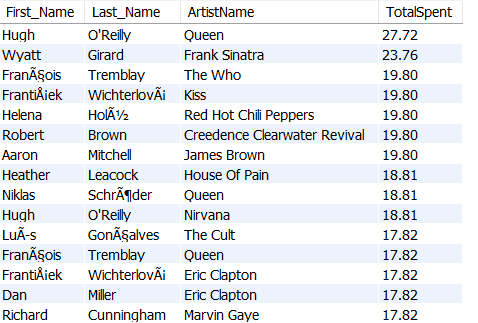 First_Name Last_Name ArtistName TotalSpent
Hugh O'Reilly Queen 27.72
Wyatt Girard Frank Sinatra 23.76
FranÃ§ois Tremblay The Who 19.80
FrantiÅ¡ek WichterlovÃ¡ Kiss 19.80
Helena HolÃ½ Red Hot Chili Peppers 19.80
Robert Brown Creedence Clearwater Revival 19.80
Aaron Mitchell James Brown 19.80
Heather Leacock House Of Pain 18.81
Niklas SchrÃ¶der Queen 18.81
Hugh O'Reilly Nirvana 18.81
LuÃ-s GonÃ§alves The Cult 17.82
FranÃ§ois Tremblay Queen 17.82
FrantiÅ¡ek WichterlovÃ¡ Eric Clapton 17.82
Dan Miller Eric Clapton 17.82
Richard Cunningham Marvin Gaye 17.82